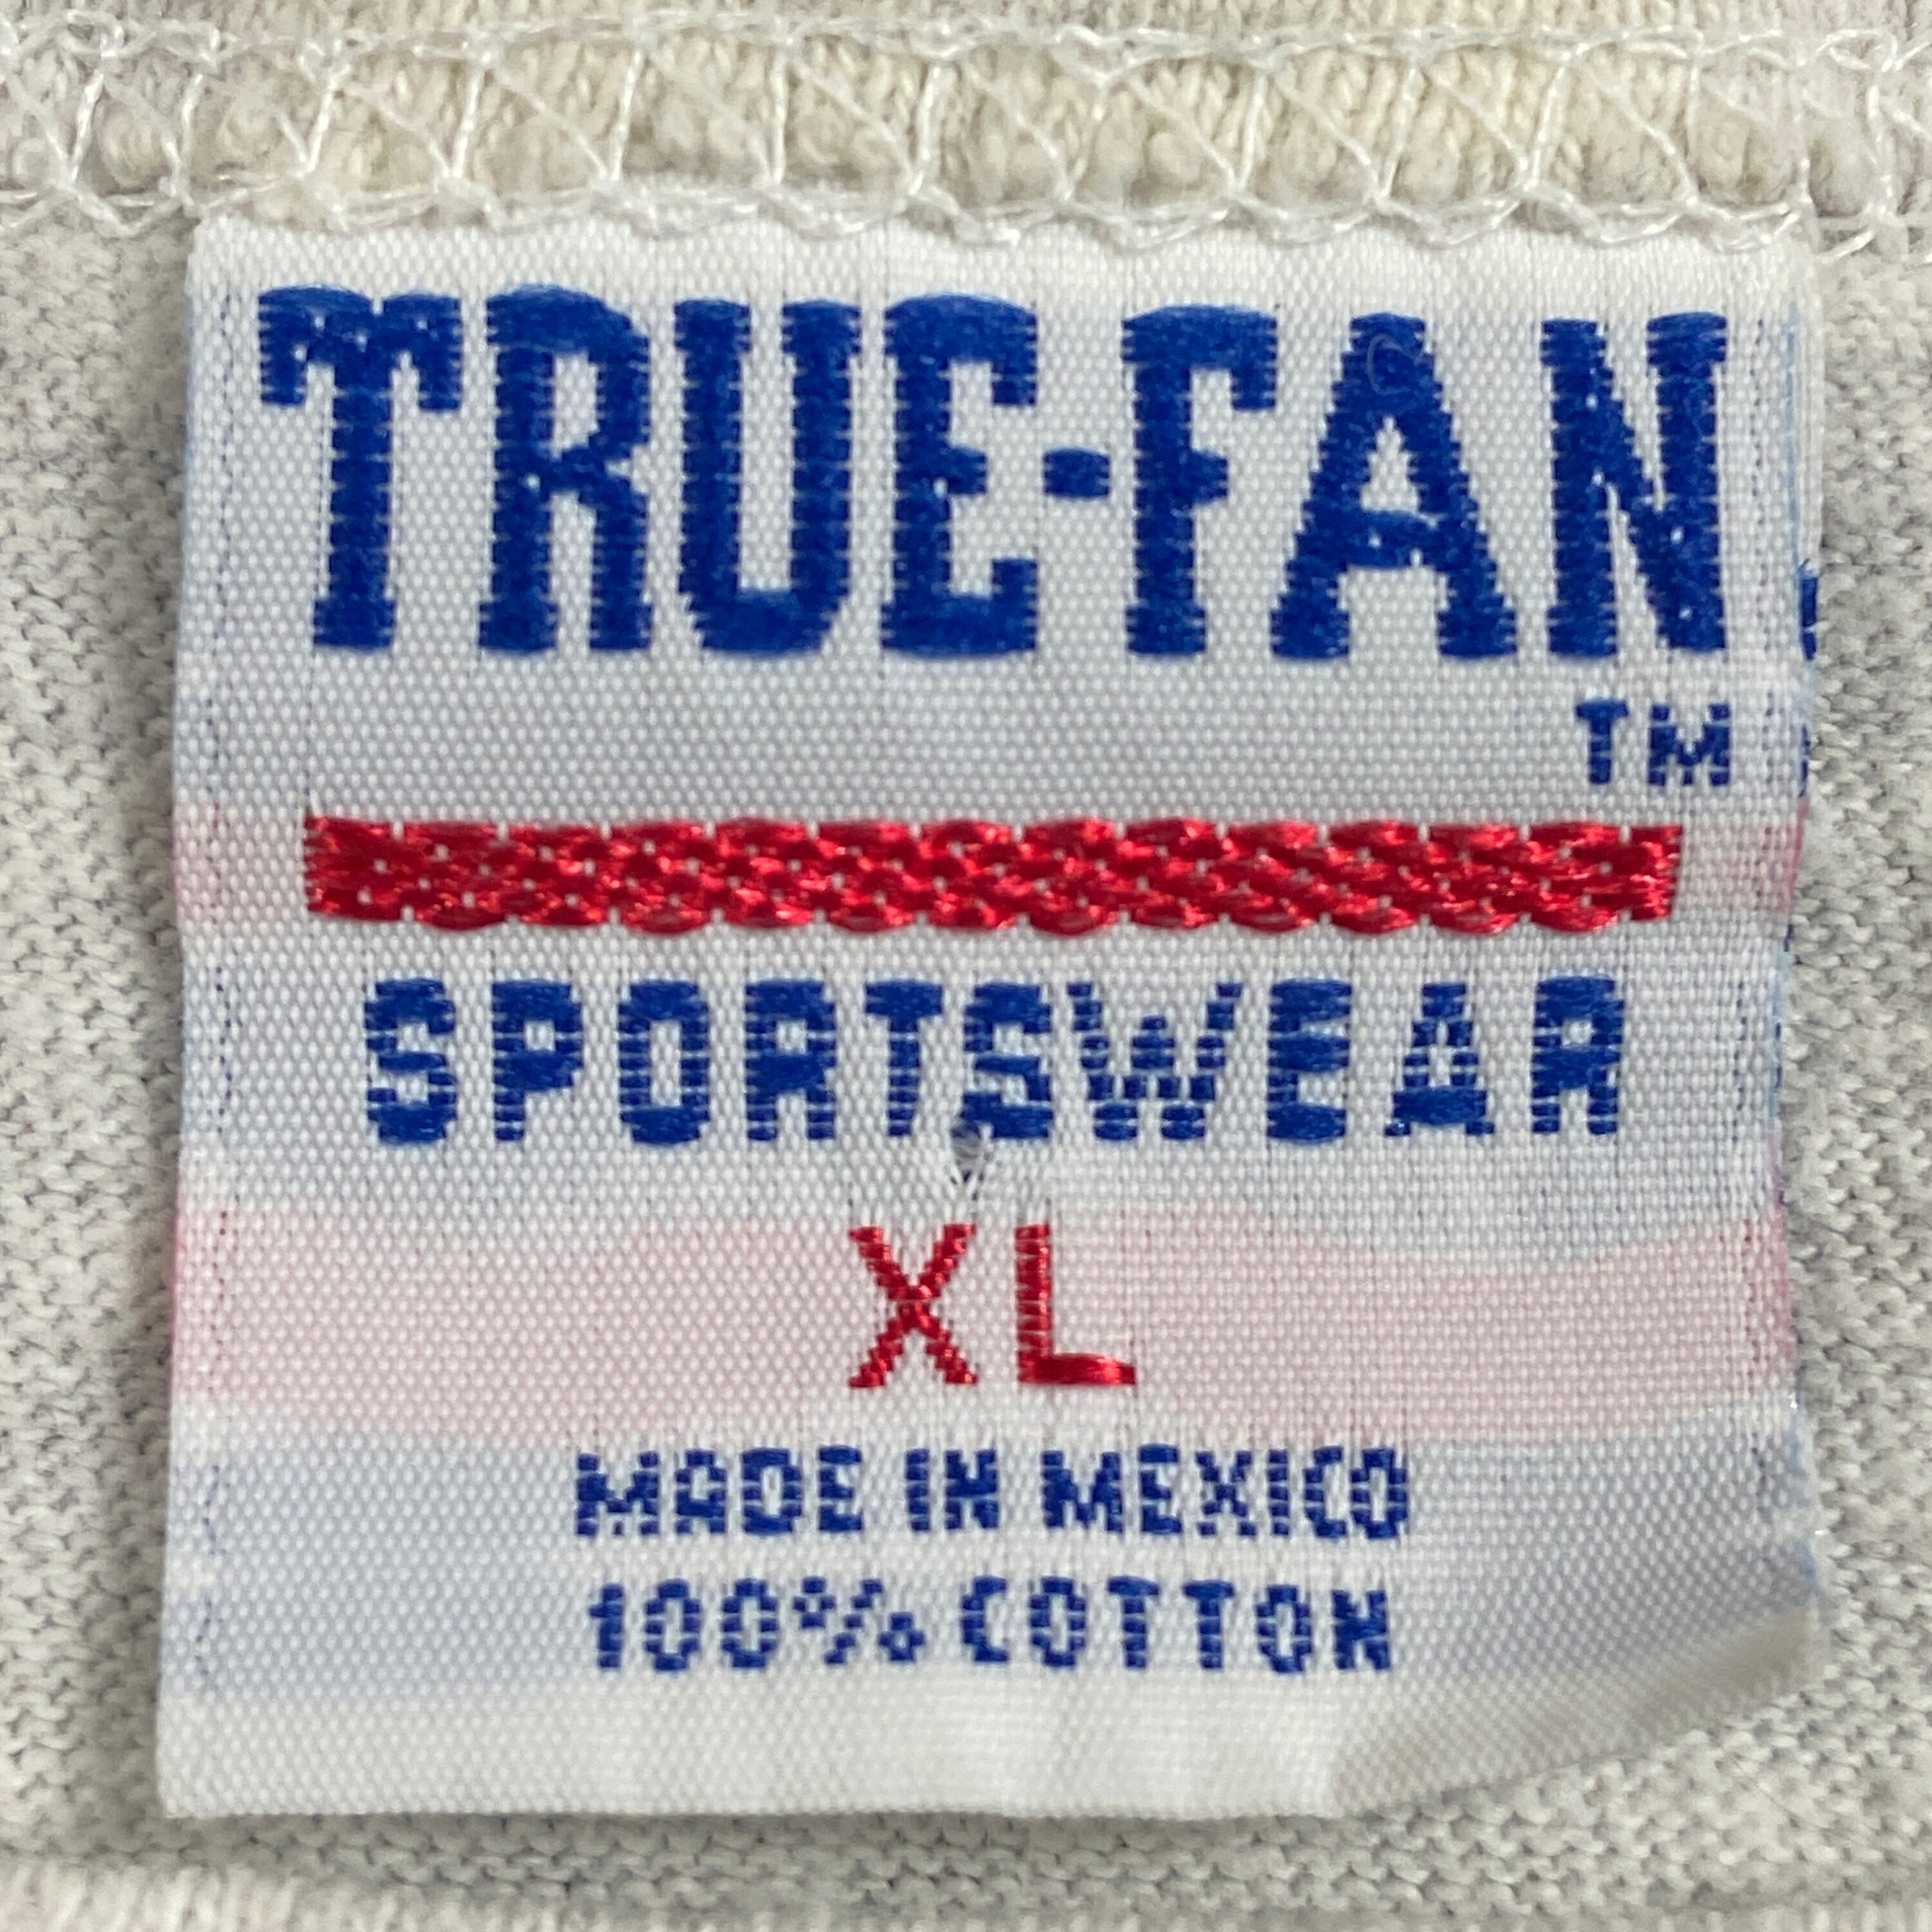 TRUE-FAN
TM
SPORTSWEAR
XL
MADE IN MEXICO
100% COTTON